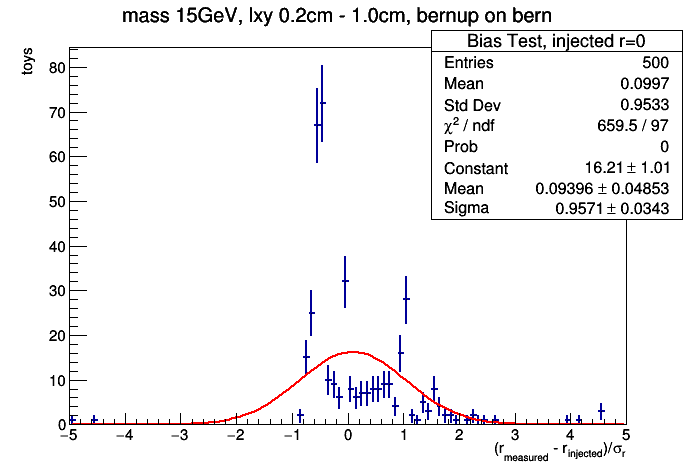 mass 15GeV, lxy 0.2cm - 1.0cm, bernup on bern
Bias Test, injected r=0
Entries 500
Mean 0.0997
Std Dev 0.9533
χ² / ndf 659.5 / 97
Prob 0
Constant 16.21 ± 1.01
Mean 0.09396 ± 0.04853
Sigma 0.9571 ± 0.0343
toys
80
70
60
50
40
30
20
10
0
−5 −4 −3 −2 −1 0 1 2 3 4 5
(r_measured - r_injected)/σ_r